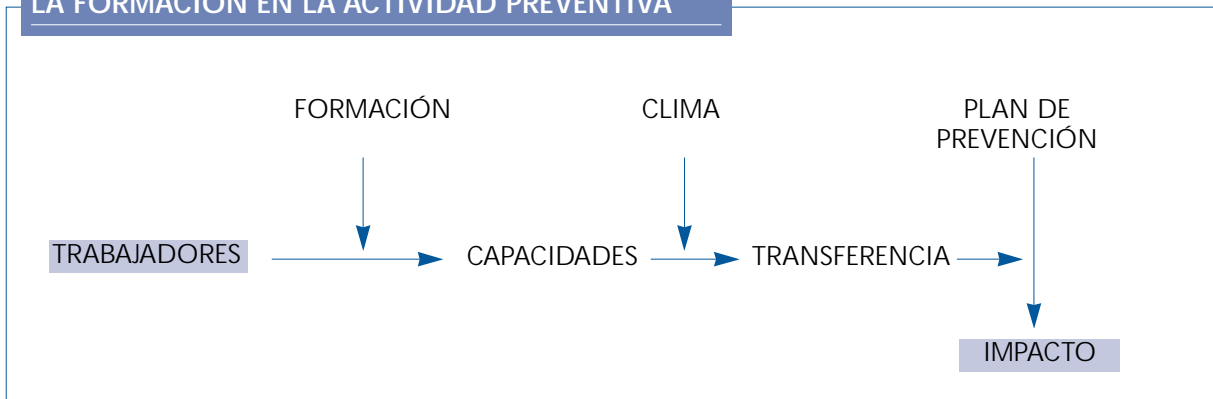 LA FORMACIÓN EN LA ACTIVIDAD PREVENTIVA
FORMACIÓN
CLIMA
PLAN DE
PREVENCIÓN
TRABAJADORES
CAPACIDADES
TRANSFERENCIA
IMPACTO